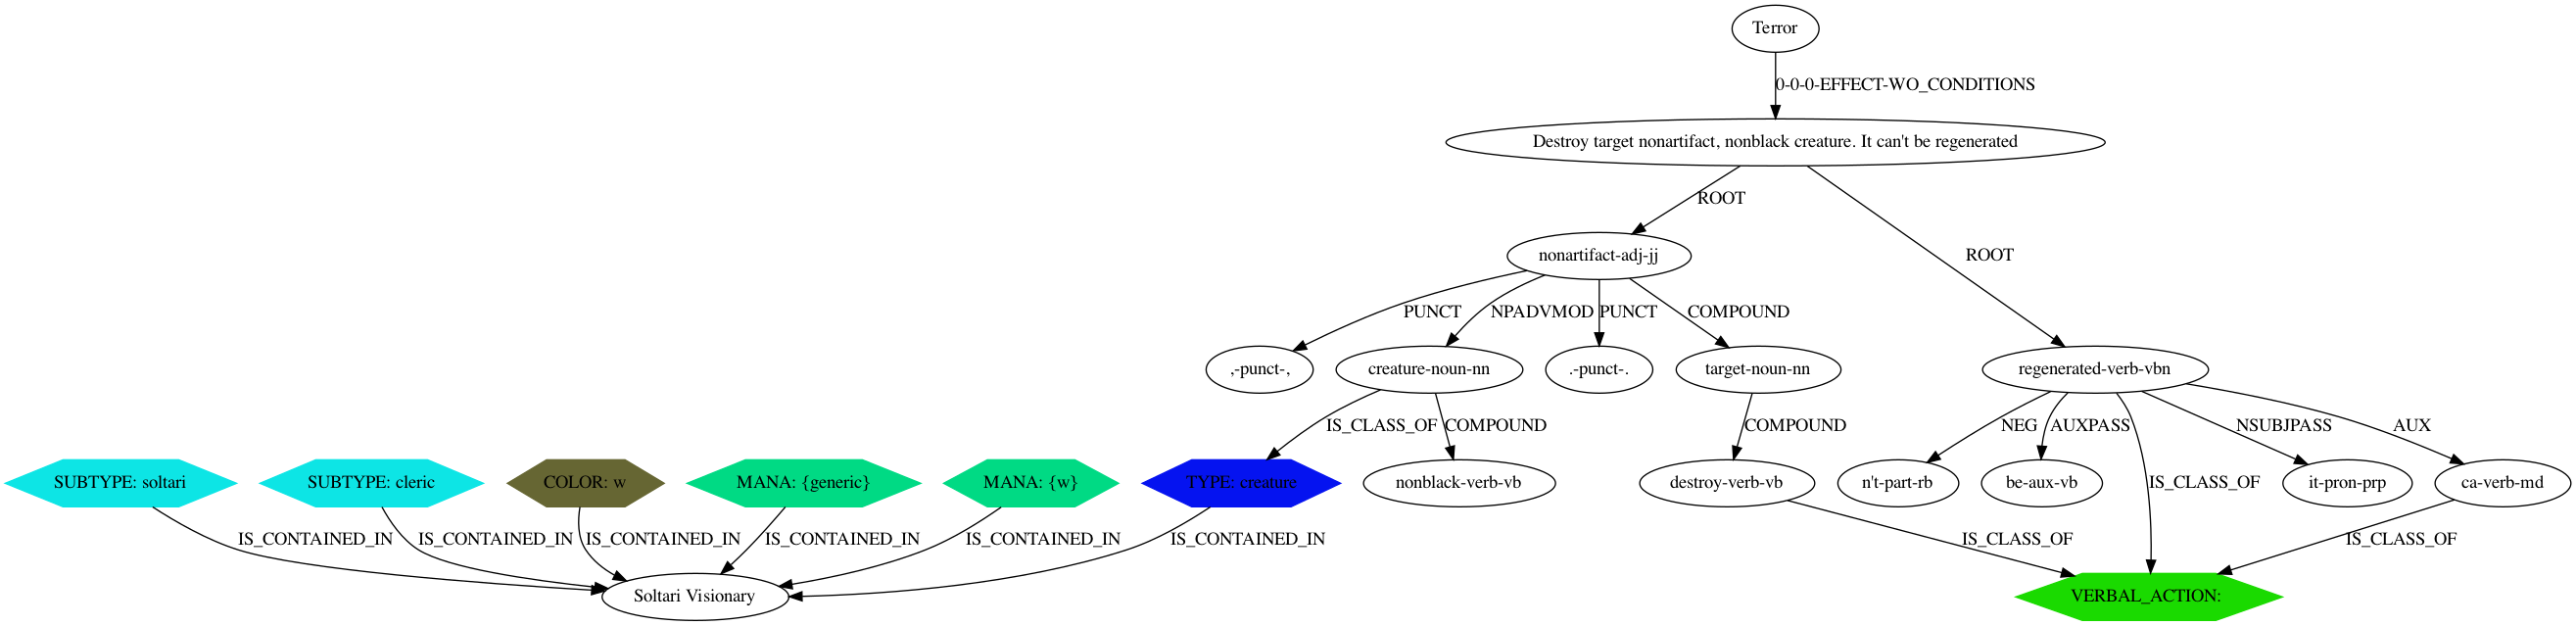 Terror
0-0-0-EFFECT-WO_CONDITIONS
Destroy target nonartifact, nonblack creature. It can't be regenerated
ROOT
ROOT
nonartifact-adj-jj
PUNCT
NPADVMOD
PUNCT
COMPOUND
,-punct-,
creature-noun-nn
.-punct-.
target-noun-nn
regenerated-verb-vbn
IS_CLASS_OF
COMPOUND
COMPOUND
NEG
AUXPASS
IS_CLASS_OF
NSUBJPASS
AUX
SUBTYPE: soltari
SUBTYPE: cleric
COLOR: w
MANA: {generic}
MANA: {w}
TYPE: creature
nonblack-verb-vb
destroy-verb-vb
n't-part-rb
be-aux-vb
it-pron-prp
ca-verb-md
IS_CONTAINED_IN
IS_CONTAINED_IN
IS_CONTAINED_IN
IS_CONTAINED_IN
IS_CONTAINED_IN
IS_CONTAINED_IN
IS_CLASS_OF
IS_CLASS_OF
Soltari Visionary
VERBAL_ACTION: